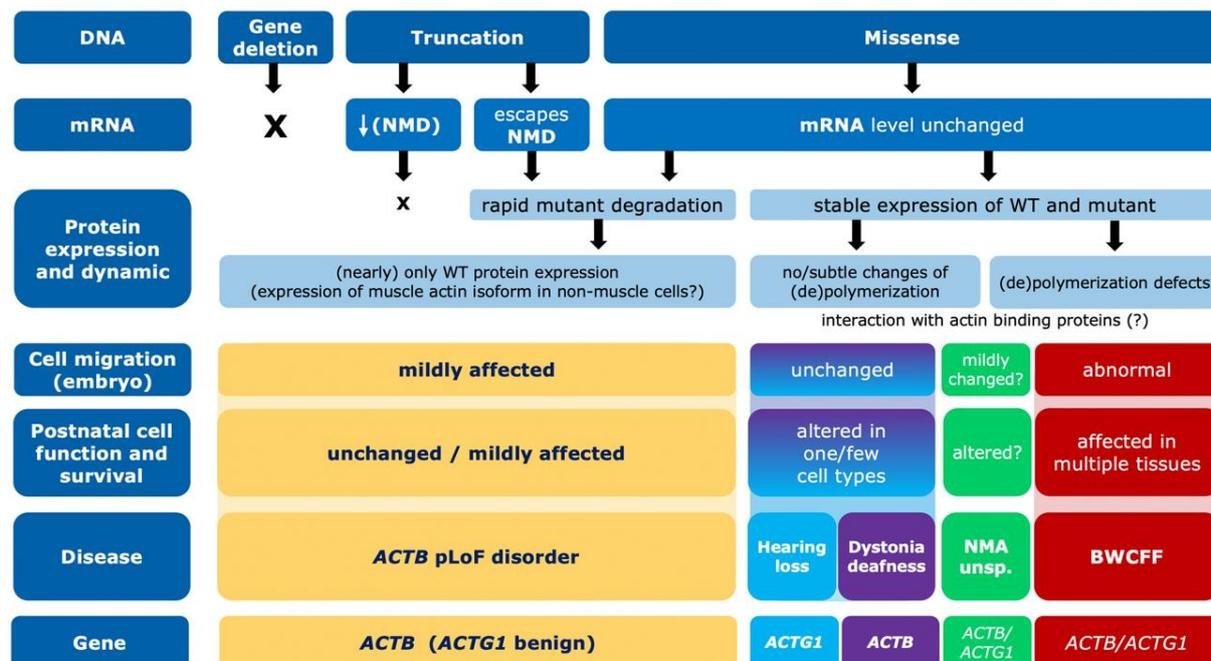 DNA
Gene
deletion
Truncation
Missense
mRNA
X
↓(NMD)
escapes
NMD
mRNA level unchanged
Protein
expression
and dynamic
x
rapid mutant degradation
stable expression of WT and mutant
(nearly) only WT protein expression
(expression of muscle actin isoform in non-muscle cells?)
no/subtle changes of
(de)polymerization
(de)polymerization defects
interaction with actin binding proteins (?)
Cell migration
(embryo)
mildly affected
unchanged
mildly
changed?
abnormal
Postnatal cell
function and
survival
unchanged / mildly affected
altered in
one/few
cell types
altered?
affected in
multiple tissues
Disease
ACTB pLoF disorder
Hearing
loss
Dystonia
deafness
NMA
unsp.
BWCFF
Gene
ACTB (ACTG1 benign)
ACTG1
ACTB
ACTB/
ACTG1
ACTB/ACTG1